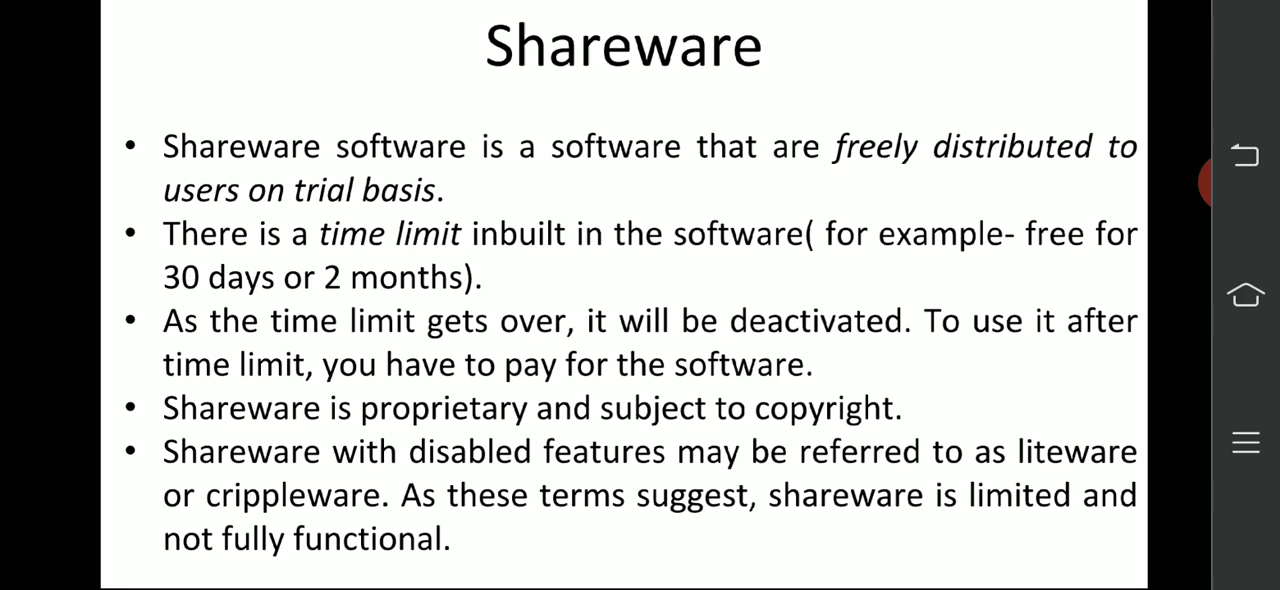 Shareware
• Shareware software is a software that are freely distributed to
users on trial basis.
• There is a time limit inbuilt in the software( for example- free for
30 days or 2 months).
• As the time limit gets over, it will be deactivated. To use it after
time limit, you have to pay for the software.
• Shareware is proprietary and subject to copyright.
• Shareware with disabled features may be referred to as liteware
or crippleware. As these terms suggest, shareware is limited and
not fully functional.